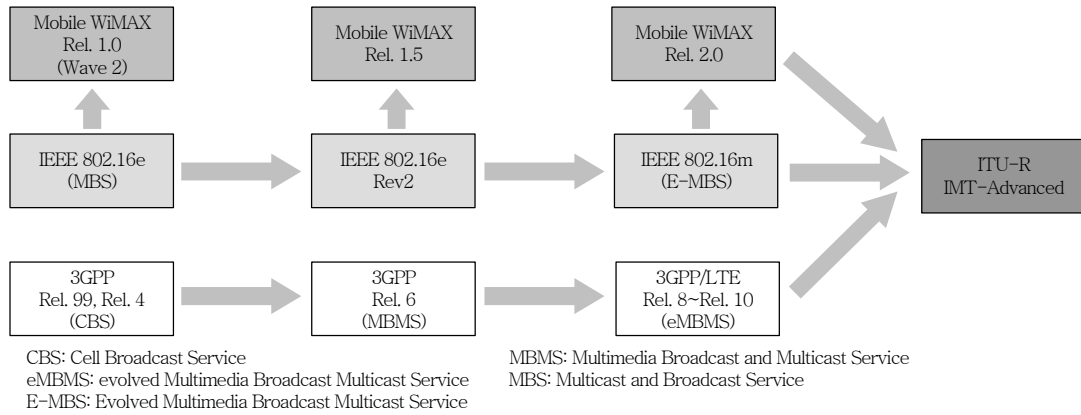 Mobile WiMAX
Rel. 1.0
(Wave 2)
Mobile WiMAX
Rel. 1.5
Mobile WiMAX
Rel. 2.0
IEEE 802.16e
(MBS)
IEEE 802.16e
Rev2
IEEE 802.16m
(E-MBS)
ITU-R
IMT-Advanced
3GPP
Rel. 99, Rel. 4
(CBS)
3GPP
Rel. 6
(MBMS)
3GPP/LTE
Rel. 8~Rel. 10
(eMBMS)
CBS: Cell Broadcast Service
eMBMS: evolved Multimedia Broadcast Multicast Service
E-MBS: Evolved Multimedia Broadcast Multicast Service
MBMS: Multimedia Broadcast and Multicast Service
MBS: Multicast and Broadcast Service